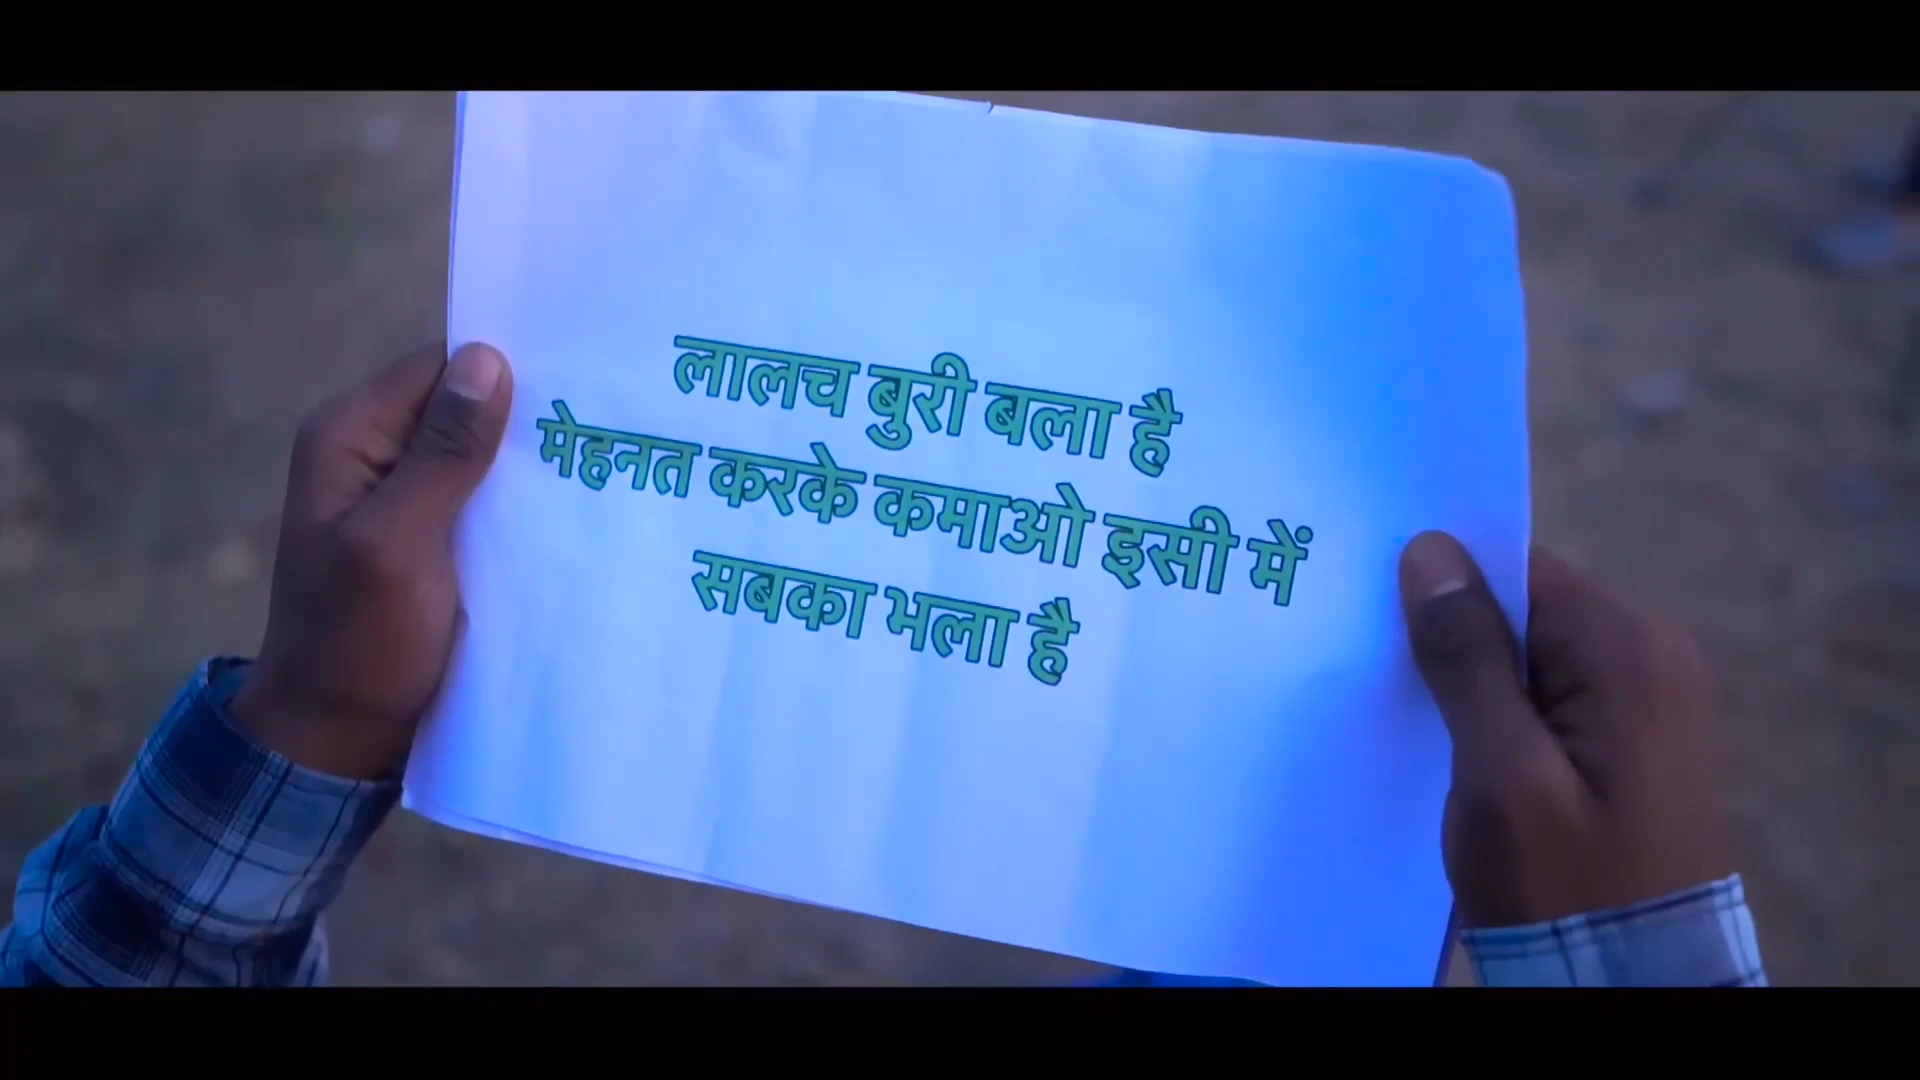 लालच बुरी बला है
मेहनत करके कमाओ इसी में
सबका भला है